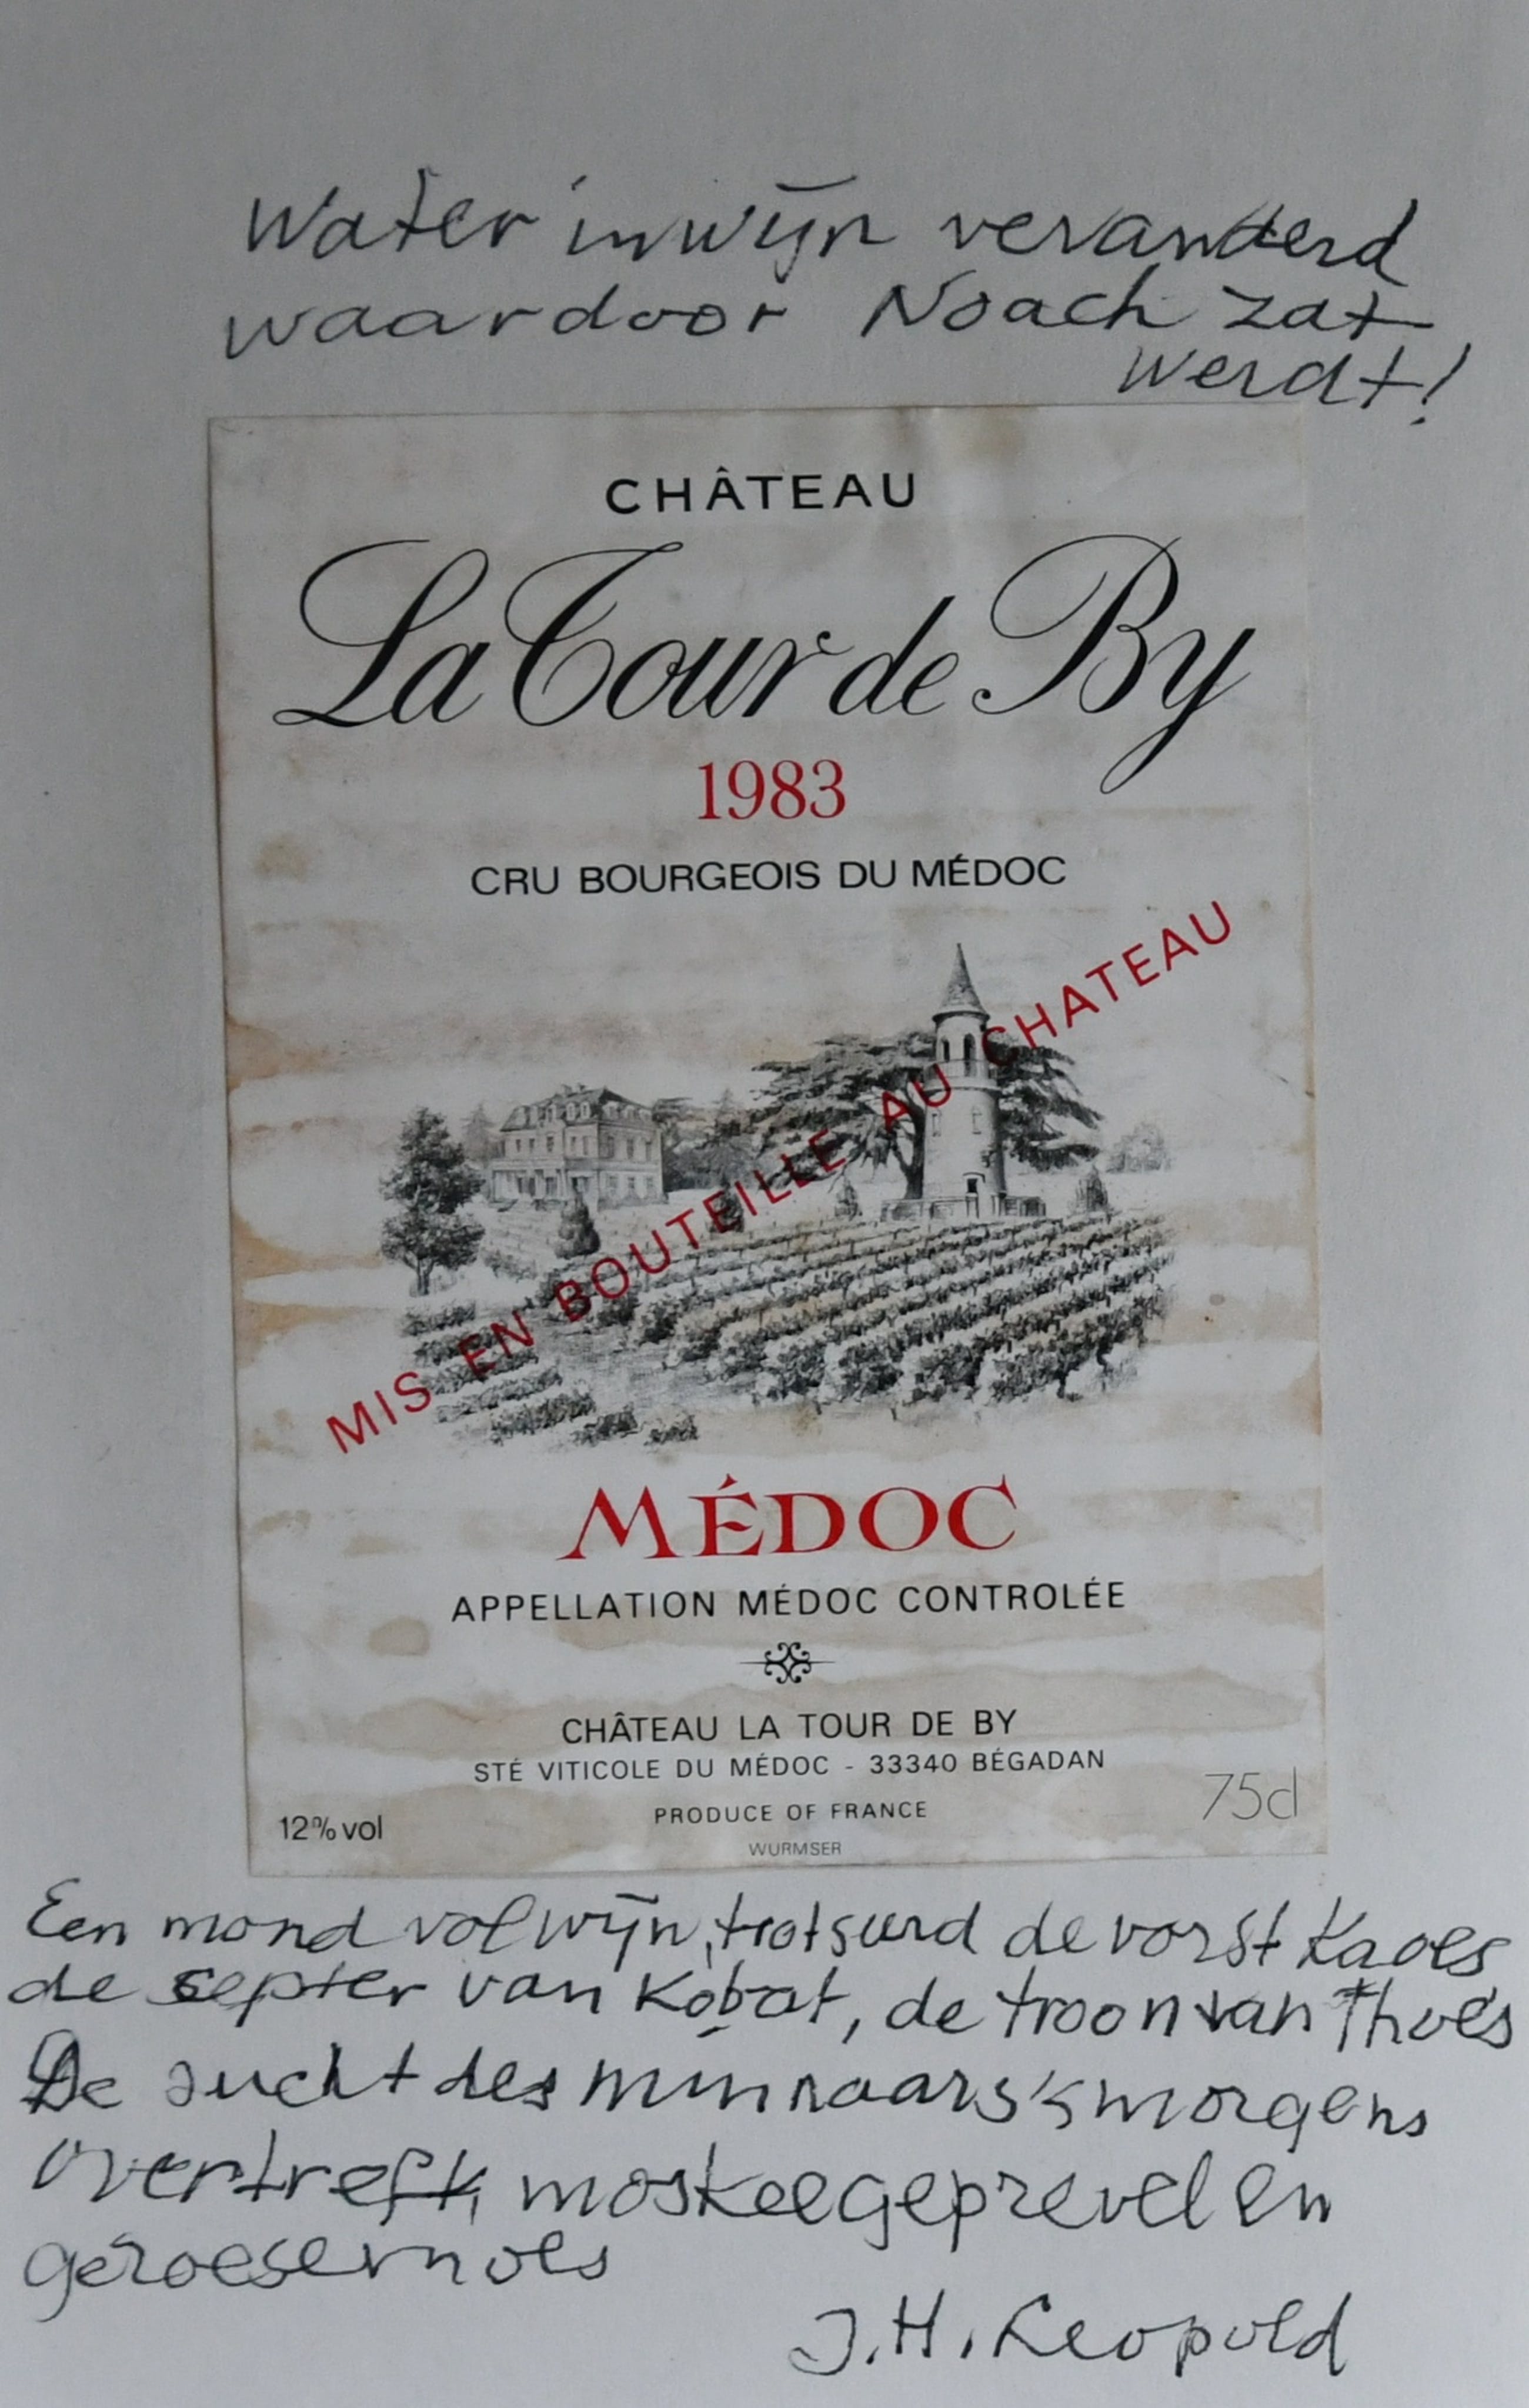 Water in wijn veranderd
waardoor Noach zat
werdt!
CHÂTEAU
La Tour de By
1983
CRU BOURGEOIS DU MÉDOC
MIS EN BOUTEILLE AU CHATEAU
MÉDOC
APPELLATION MÉDOC CONTROLÉE
CHÂTEAU LA TOUR DE BY
STÉ VITICOLE DU MÉDOC - 33340 BÉGADAN
75cl
PRODUCE OF FRANCE
12% vol
WURMSER
Een mond vol wijn, de vorst Kaoes
de septer van Kobat, de troon van Thoes
De zucht des minnaars 's morgens
overtreft, moskeegeprevel en
geroesemoes
J.H. Leopold